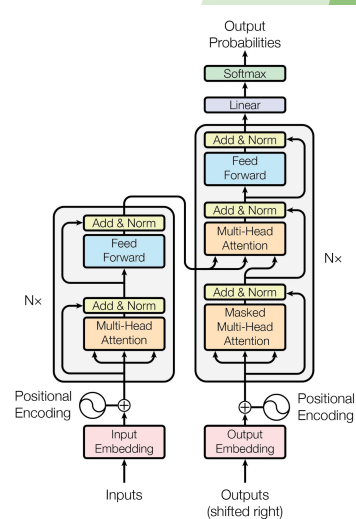 Output
Probabilities
Softmax
Linear
Add & Norm
Feed
Forward
Add & Norm
Multi-Head
Attention
Add & Norm
Masked
Multi-Head
Attention
N×
Add & Norm
Feed
Forward
N×
Add & Norm
Multi-Head
Attention
Positional
Encoding
Positional
Encoding
Input
Embedding
Output
Embedding
Inputs
Outputs
(shifted right)